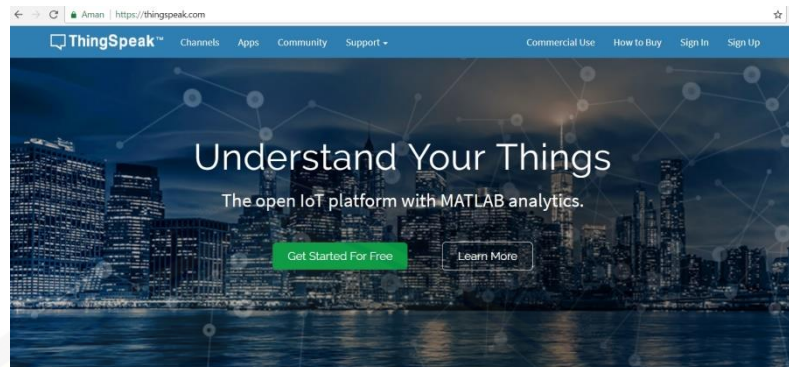 Aman | https://thingspeak.com
ThingSpeak™ Channels Apps Community Support Commercial Use How to Buy Sign In Sign Up
Understand Your Things
The open IoT platform with MATLAB analytics.
Get Started For Free Learn More